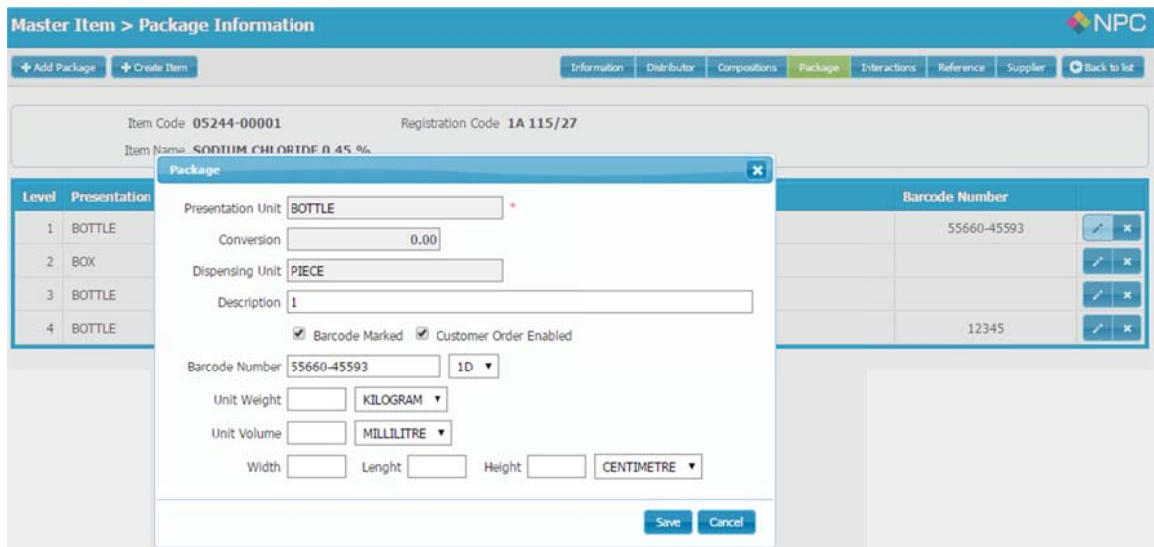 Master Item > Package Information
NPC
Add Package
Create Item
Information
Distributor
Compositions
Package
Interactions
Reference
Supplier
Back to list
Item Code 05244-00001
Registration Code 1A 115/27
Item Name SODIUM CHLORIDE 0.45 %
Level Presentation Barcode Number
1 BOTTLE 55660-45593
2 BOX
3 BOTTLE
4 BOTTLE 12345
Package
Presentation Unit BOTTLE *
Conversion 0.00
Dispensing Unit PIECE
Description 1
Barcode Marked Customer Order Enabled
Barcode Number 55660-45593 1D
Unit Weight KILOGRAM
Unit Volume MILLILITRE
Width Lenght Height CENTIMETRE
Save Cancel